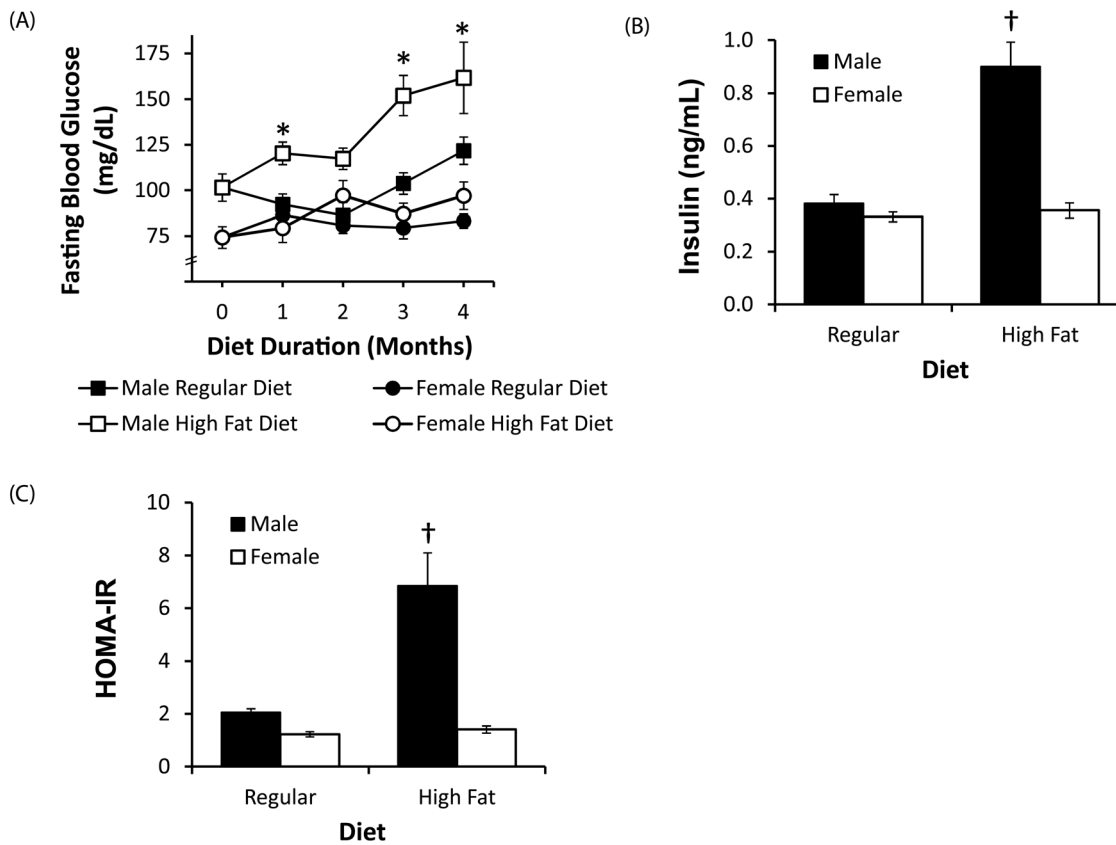 (A)
175
150
125
100
75
Fasting Blood Glucose
(mg/dL)
*
*
*
0 1 2 3 4
Diet Duration (Months)
Male Regular Diet
Female Regular Diet
Male High Fat Diet
Female High Fat Diet
(B)
1.0
0.8
0.6
0.4
0.2
0.0
Insulin (ng/mL)
Male
Female
†
Regular High Fat
Diet
(C)
10
8
6
4
2
0
HOMA-IR
Male
Female
†
Regular High Fat
Diet